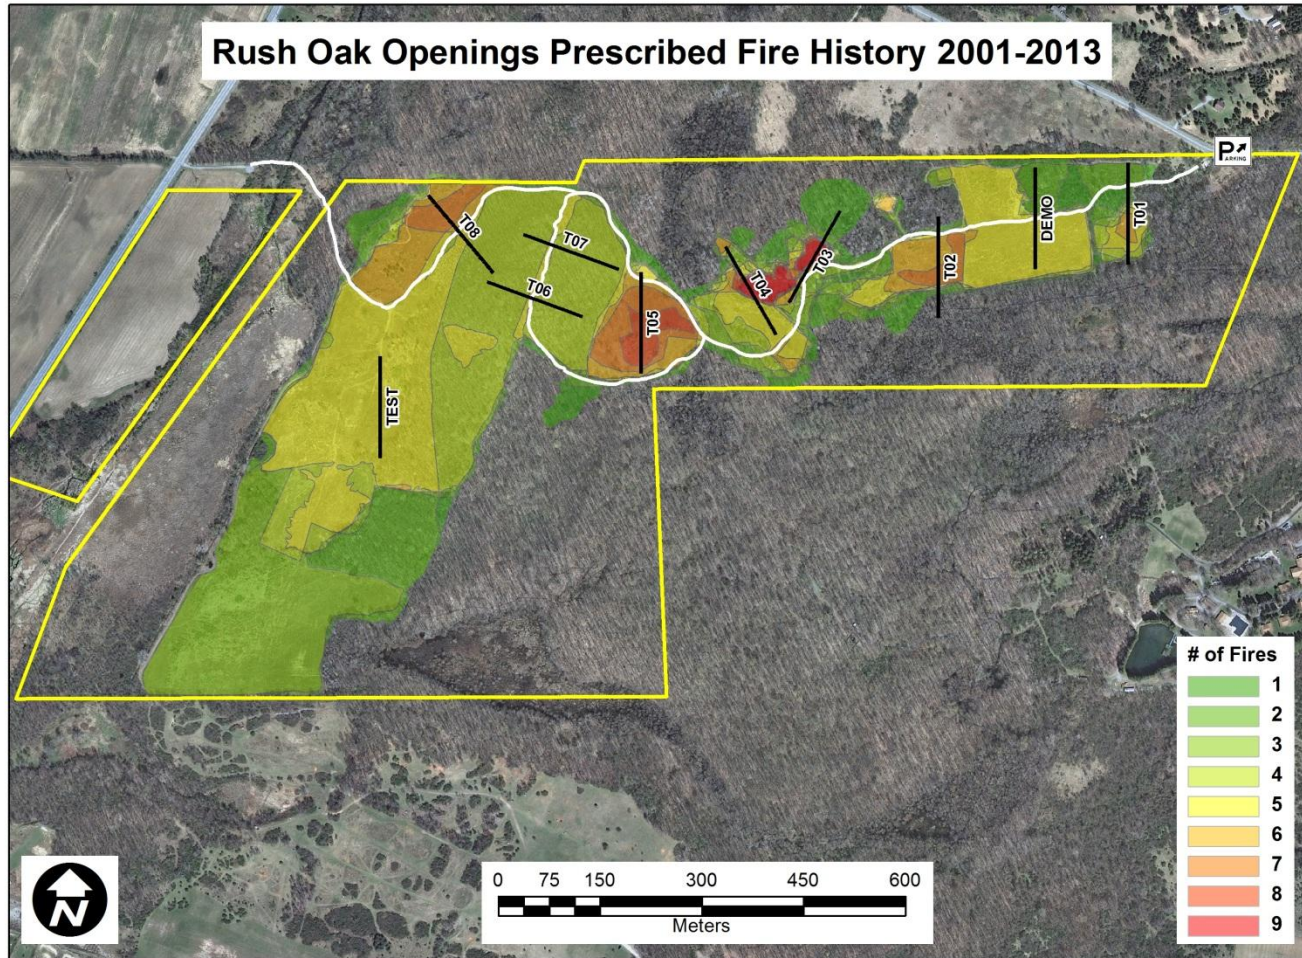 Rush Oak Openings Prescribed Fire History 2001-2013
P
ARKING
T08
T07
T06
T05
T04
T03
T02
DEMO
T01
TEST
# of Fires
1
2
3
4
5
6
7
8
9
N
0 75 150 300 450 600
Meters